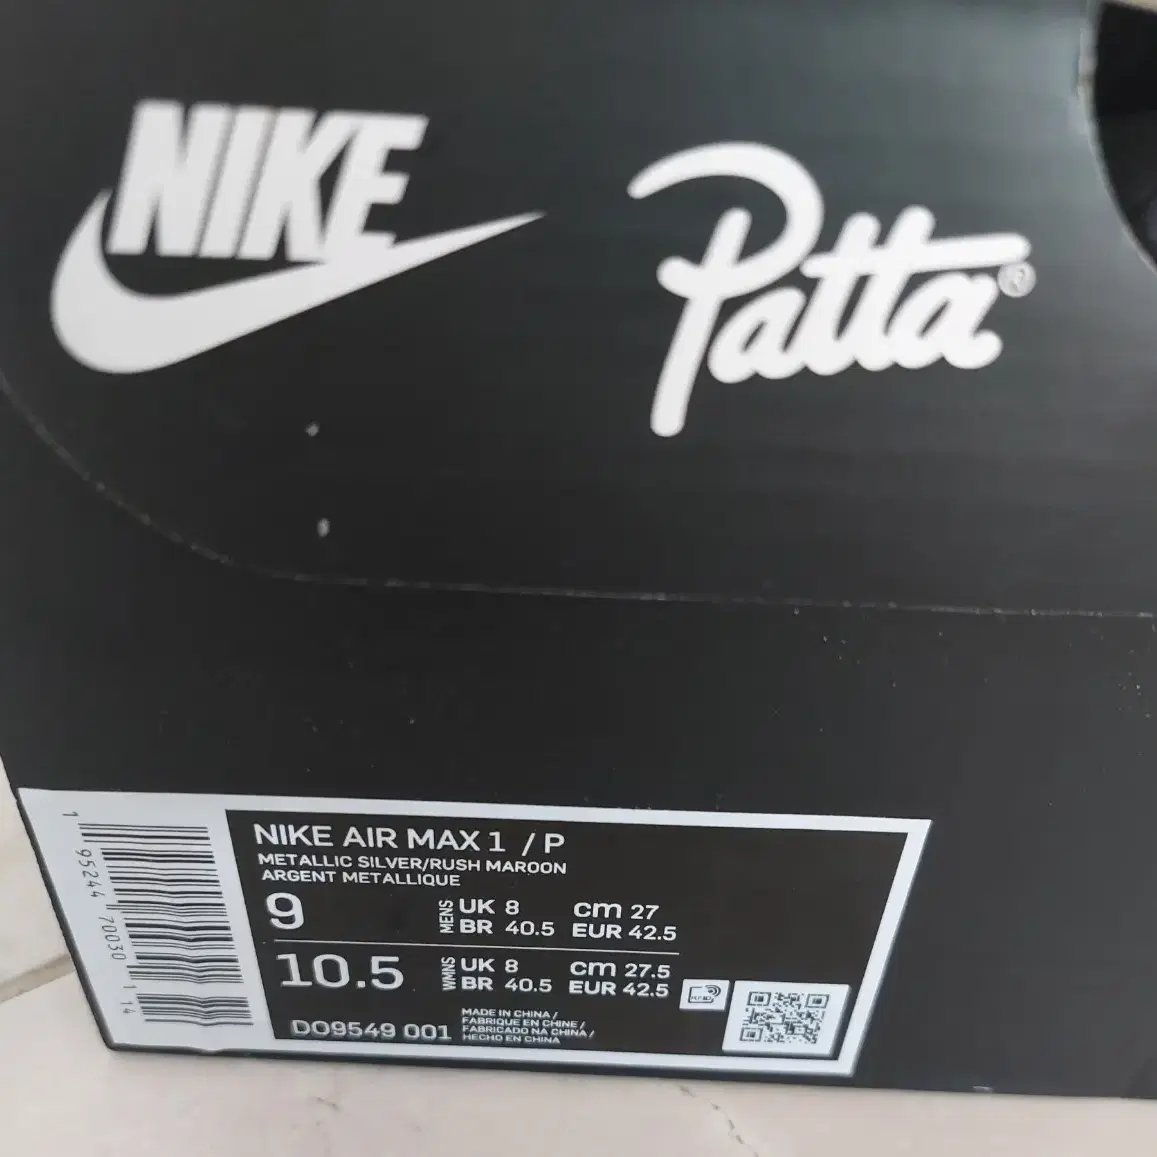 NIKE
Patta®
NIKE AIR MAX 1 / P
METALLIC SILVER/RUSH MAROON
ARGENT METALLIQUE
9 MENS UK 8 cm 27
BR 40.5 EUR 42.5
10.5 WMNS UK 8 cm 27.5
BR 40.5 EUR 42.5
DO9549 001
MADE IN CHINA /
FABRIQUE EN CHINE /
FABRICADO NA CHINA /
HECHO EN CHINA
1 95244 70030 1 4